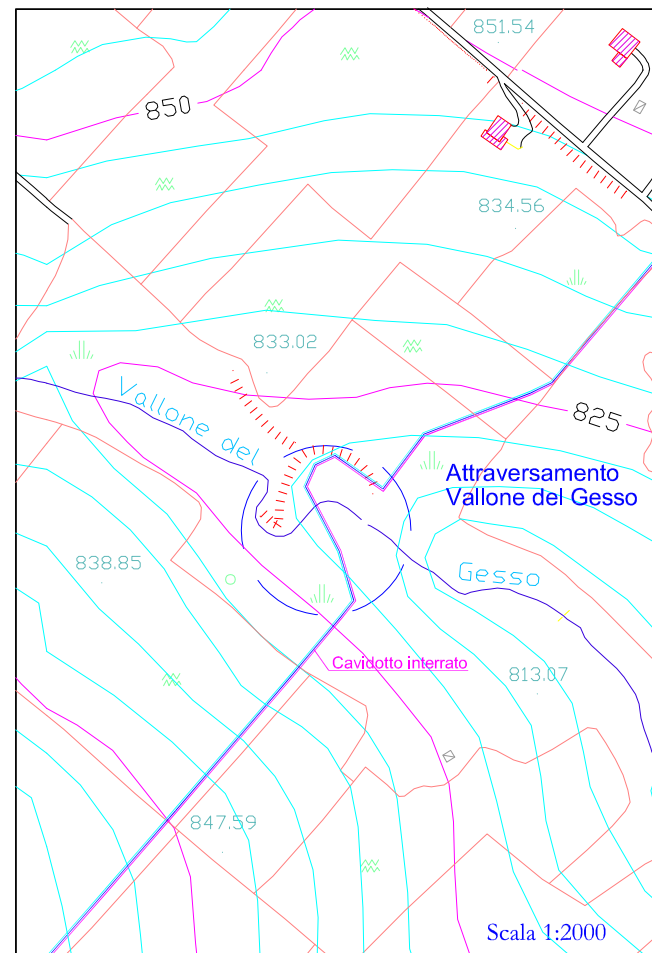 851.54
850
834.56
833.02
825
Vallone del
Attraversamento
Vallone del Gesso
838.85
Gesso
Cavidotto interrato
813.07
847.59
Scala 1:2000